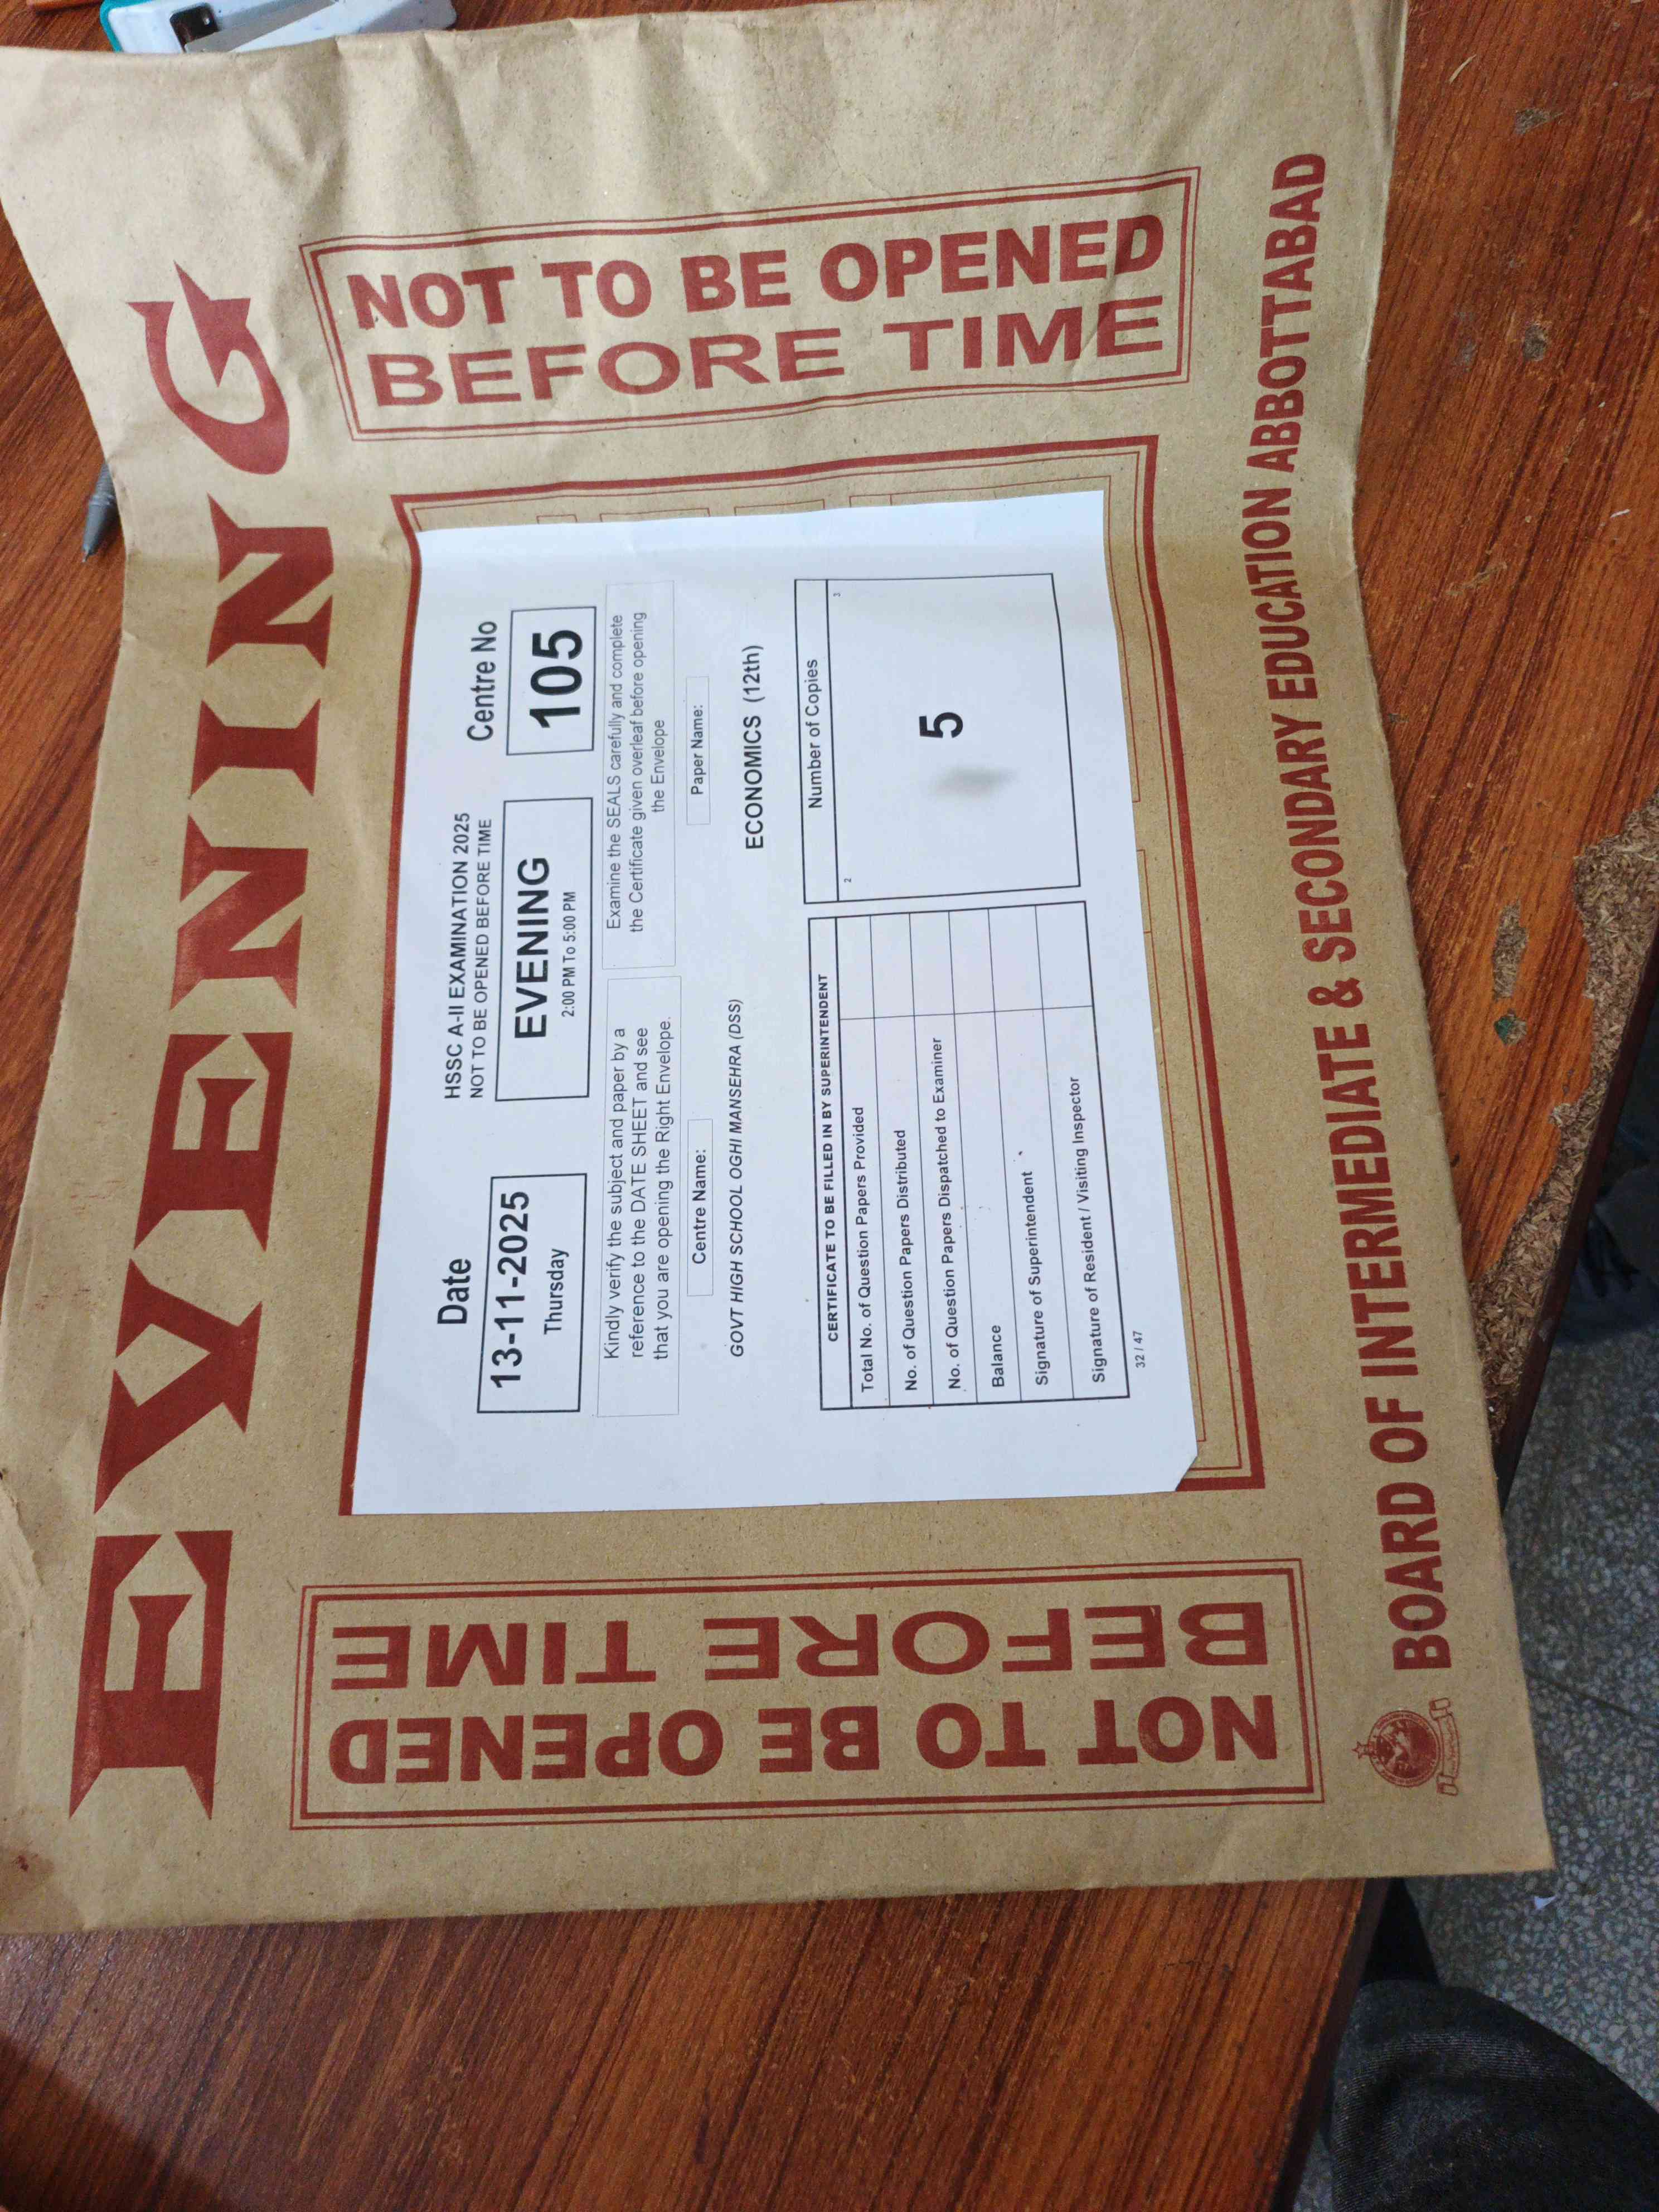 EVENING
NOT TO BE OPENED
BEFORE TIME
HSSC A-II EXAMINATION 2025
NOT TO BE OPENED BEFORE TIME
Date
13-11-2025
Thursday
EVENING
2:00 PM To 5:00 PM
Centre No
105
Kindly verify the subject and paper by a
reference to the DATE SHEET and see
that you are opening the Right Envelope.
Examine the SEALS carefully and complete
the Certificate given overleaf before opening
the Envelope
Centre Name:
GOVT HIGH SCHOOL OGHI MANSEHRA (DSS)
Paper Name:
ECONOMICS (12th)
CERTIFICATE TO BE FILLED IN BY SUPERINTENDENT
Total No. of Question Papers Provided
No. of Question Papers Distributed
No. of Question Papers Dispatched to Examiner
Balance
Signature of Superintendent
Signature of Resident / Visiting Inspector
Number of Copies
2
3
5
32 / 47
NOT TO BE OPENED
BEFORE TIME
BOARD OF INTERMEDIATE & SECONDARY EDUCATION ABBOTTABAD